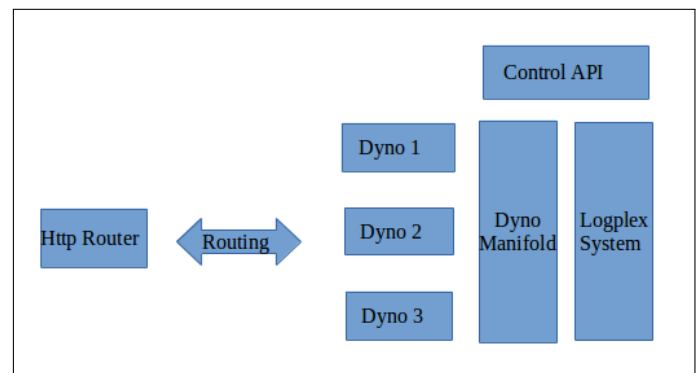 Control API
Dyno 1
Http Router
Routing
Dyno 2
Dyno
Manifold
Logplex
System
Dyno 3